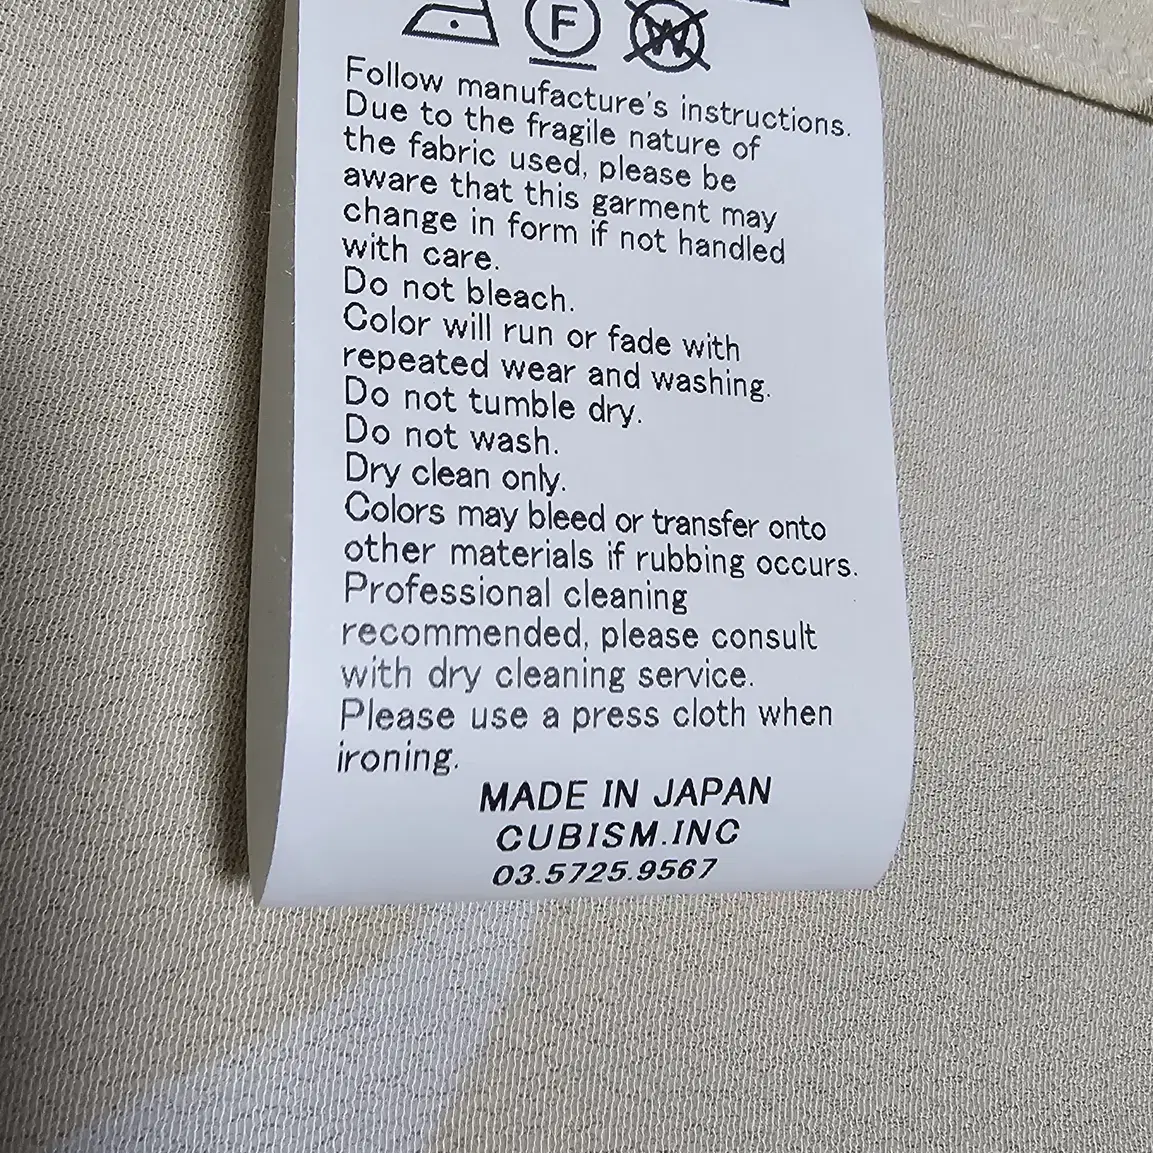 F W
Follow manufacture's instructions.
Due to the fragile nature of
the fabric used, please be
aware that this garment may
change in form if not handled
with care.
Do not bleach.
Color will run or fade with
repeated wear and washing.
Do not tumble dry.
Do not wash.
Dry clean only.
Colors may bleed or transfer onto
other materials if rubbing occurs.
Professional cleaning
recommended, please consult
with dry cleaning service.
Please use a press cloth when
ironing.
MADE IN JAPAN
CUBISM.INC
03.5725.9567